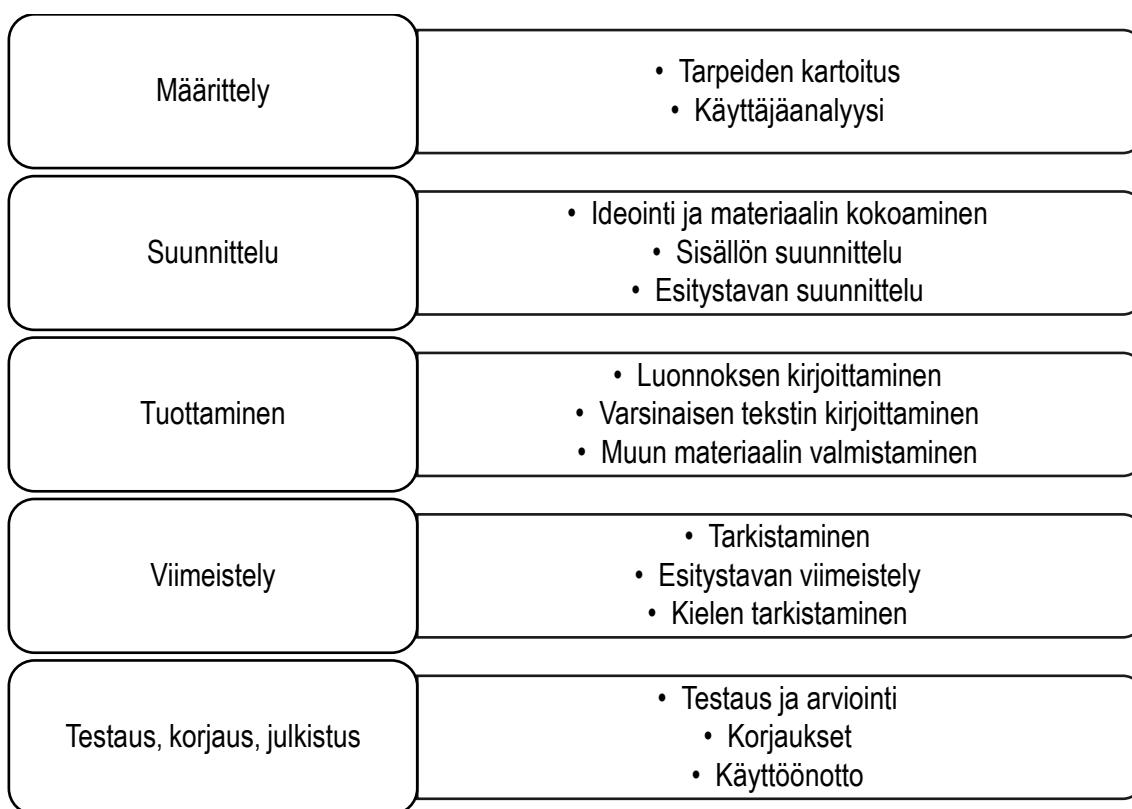 Määrittely
• Tarpeiden kartoitus
• Käyttäjäanalyysi
Suunnittelu
• Ideointi ja materiaalin kokoaminen
• Sisällön suunnittelu
• Esitystavan suunnittelu
Tuottaminen
• Luonnoksen kirjoittaminen
• Varsinaisen tekstin kirjoittaminen
• Muun materiaalin valmistaminen
Viimeistely
• Tarkistaminen
• Esitystavan viimeistely
• Kielen tarkistaminen
Testaus, korjaus, julkistus
• Testaus ja arviointi
• Korjaukset
• Käyttöönotto